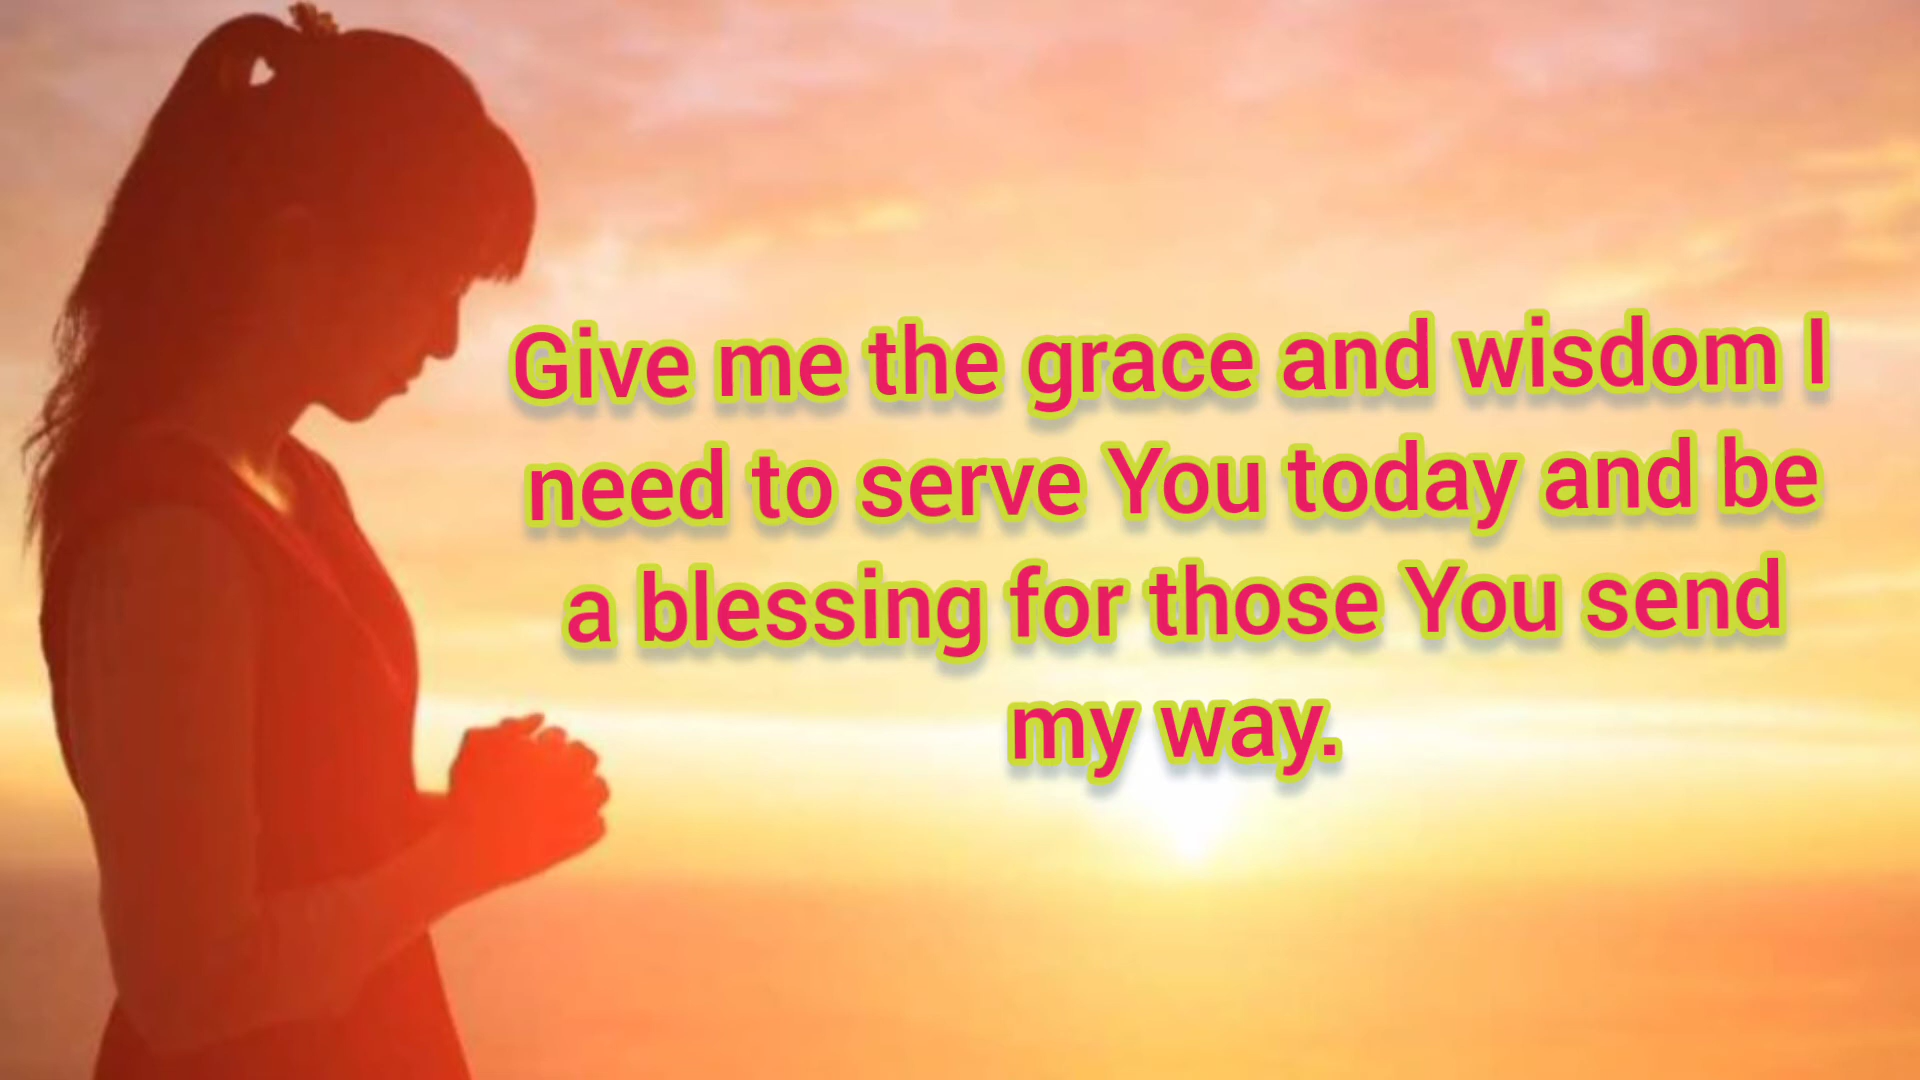 Give me the grace and wisdom I
need to serve You today and be
a blessing for those You send
my way.